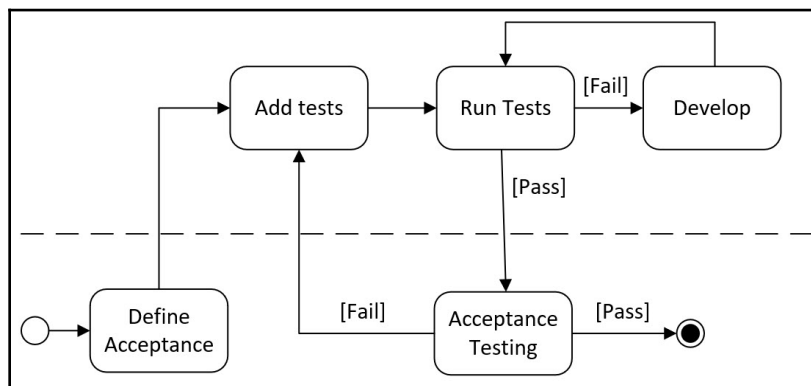 Add tests
Run Tests
[Fail]
Develop
[Pass]
Define
Acceptance
[Fail]
Acceptance
Testing
[Pass]